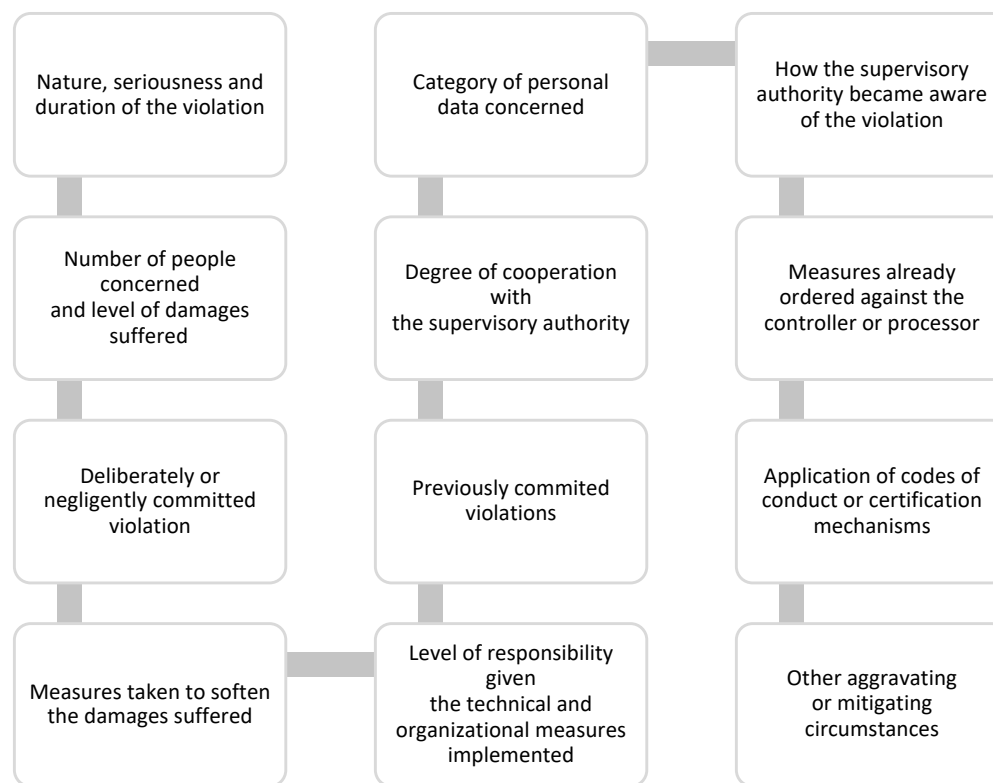 Nature, seriousness and
duration of the violation
Number of people
concerned
and level of damages
suffered
Deliberately or
negligently committed
violation
Measures taken to soften
the damages suffered
Level of responsibility
given
the technical and
organizational measures
implemented
Previously commited
violations
Degree of cooperation
with
the supervisory authority
Category of personal
data concerned
How the supervisory
authority became aware
of the violation
Measures already
ordered against the
controller or processor
Application of codes of
conduct or certification
mechanisms
Other aggravating
or mitigating
circumstances